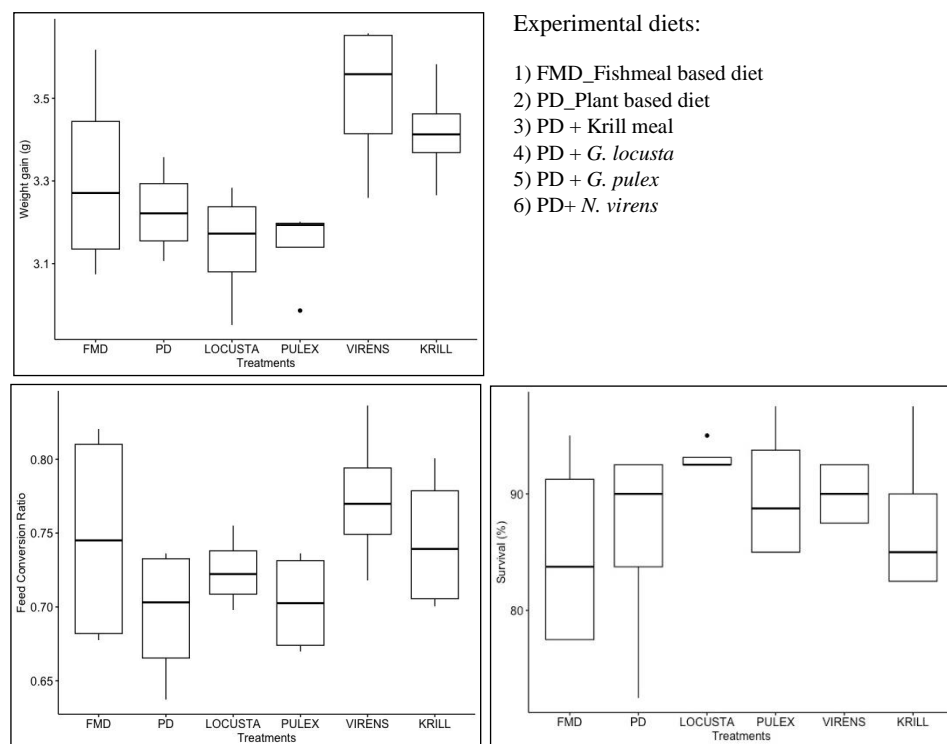 Experimental diets:
1) FMD_Fishmeal based diet
2) PD_Plant based diet
3) PD + Krill meal
4) PD + G. locusta
5) PD + G. pulex
6) PD+ N. virens
Weight gain (g)
3.5
3.3
3.1
FMD PD LOCUSTA PULEX VIRENS KRILL
Treatments
Feed Conversion Ratio
0.80
0.75
0.70
0.65
FMD PD LOCUSTA PULEX VIRENS KRILL
Treatments
Survival (%)
90
80
FMD PD LOCUSTA PULEX VIRENS KRILL
Treatments